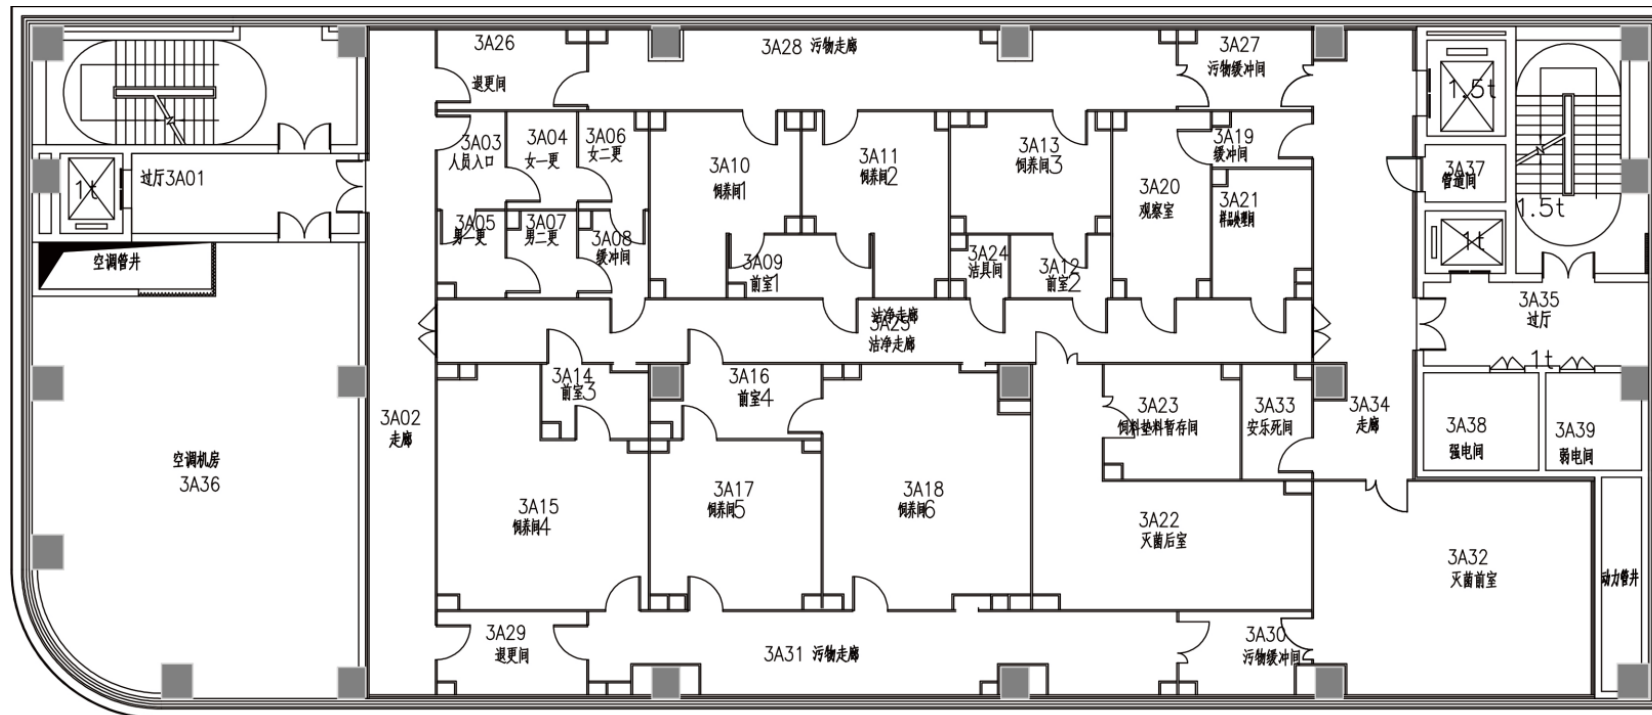 3A26
退更间
3A28 污物走廊
3A27
污物缓冲间
1.5t
3A03
人员入口
3A04
女一更
3A06
女二更
3A10
饲养间1
3A11
饲养间2
3A13
饲养间3
3A19
缓冲间
3A20
观察室
3A21
样品处理间
3A37
管道间
1.5t
过厅3A01
1t
3A05
男一更
3A07
男二更
3A08
缓冲间
3A09
前室1
3A24
洁具间
3A12
前室2
1t
空调管井
洁净走廊
3A25
洁净走廊
3A35
过厅
1t
3A14
前室3
3A16
前室4
3A02
走廊
3A23
饲料垫料暂存间
3A33
安乐死间
3A34
走廊
3A38
强电间
3A39
弱电间
空调机房
3A36
3A15
饲养间4
3A17
饲养间5
3A18
饲养间6
3A22
灭菌后室
3A32
灭菌前室
动力管井
3A29
退更间
3A31 污物走廊
3A30
污物缓冲间